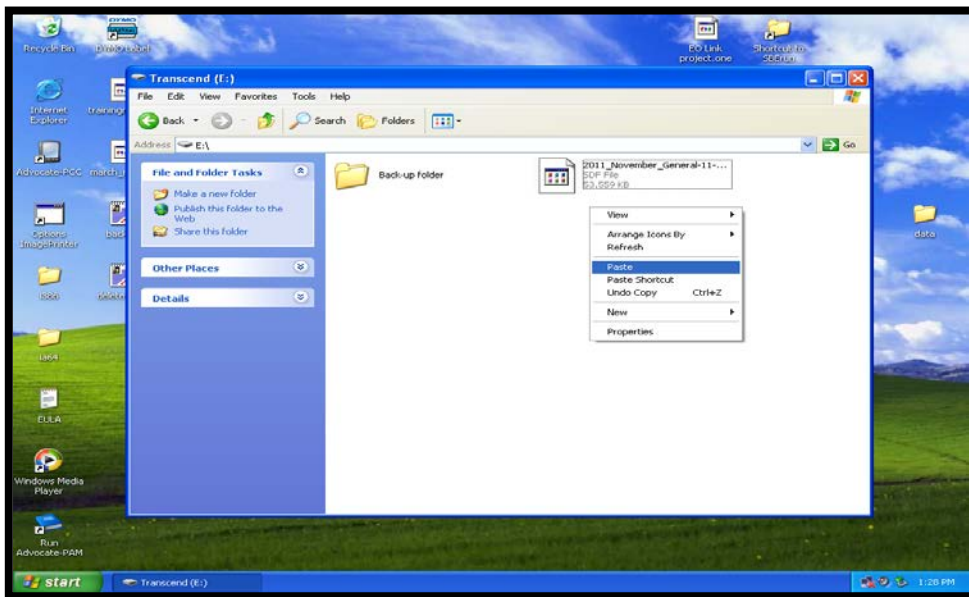 Recycle Bin
EO Link
project.one
Shortcut to
Internet
Explorer
Advocate-PCC
Options
ImagePrinter
i386
ia64
EULA
Windows Media
Player
Run
Advocate-PAM
data
Transcend (E:)
File Edit View Favorites Tools Help
Back Search Folders
Address E:\ Go
File and Folder Tasks
Make a new folder
Publish this folder to the
Web
Share this folder
Other Places
Details
Back-up folder
2011_November_General-11-...
SDF File
53,559 KB
View
Arrange Icons By
Refresh
Paste
Paste Shortcut
Undo Copy Ctrl+Z
New
Properties
start Transcend (E:) 1:28 PM